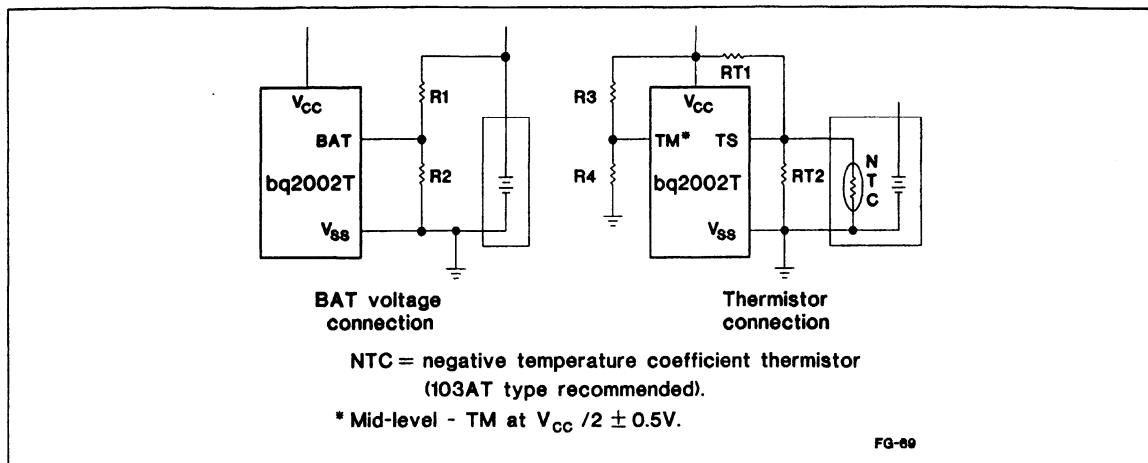 V_CC
BAT
bq2002T
V_SS
R1
R2
BAT voltage
connection
R3
R4
RT1
V_CC
TM*
TS
bq2002T
V_SS
RT2
N
T
C
Thermistor
connection
NTC = negative temperature coefficient thermistor
(103AT type recommended).
* Mid-level - TM at V_CC /2 ± 0.5V.
FG-69